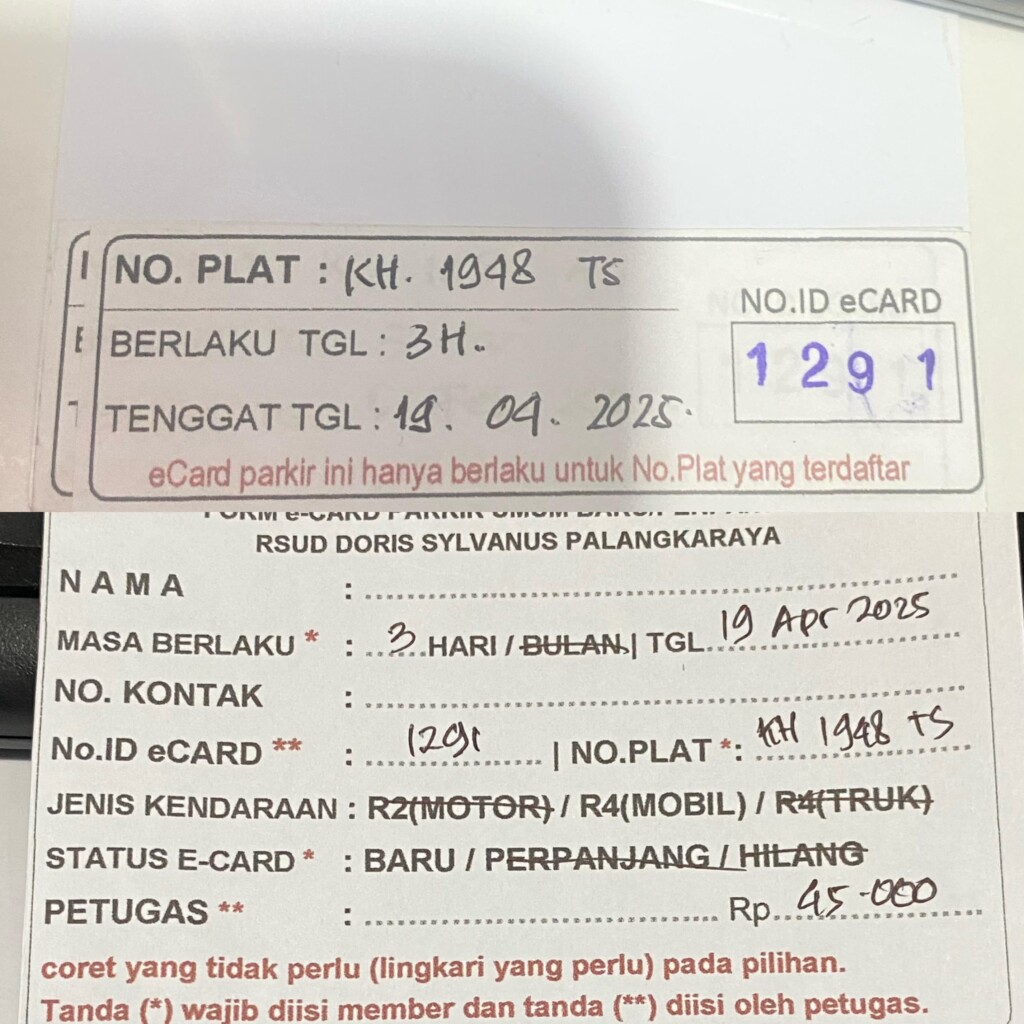 NO. PLAT : KH. 1948 TS
NO.ID eCARD
BERLAKU TGL : 3H.
1291
TENGGAT TGL : 19. 04. 2025.
eCard parkir ini hanya berlaku untuk No.Plat yang terdaftar
FORM e-CARD PARKIR UMUM
RSUD DORIS SYLVANUS PALANGKARAYA
NAMA :
MASA BERLAKU * : 3 HARI / BULAN | TGL. 19 Apr 2025
NO. KONTAK :
No.ID eCARD ** : 1291 | NO.PLAT *: KH 1948 TS
JENIS KENDARAAN : R2(MOTOR) / R4(MOBIL) / R4(TRUK)
STATUS E-CARD * : BARU / PERPANJANG / HILANG
PETUGAS ** : Rp. 45.000
coret yang tidak perlu (lingkari yang perlu) pada pilihan.
Tanda (*) wajib diisi member dan tanda (**) diisi oleh petugas.